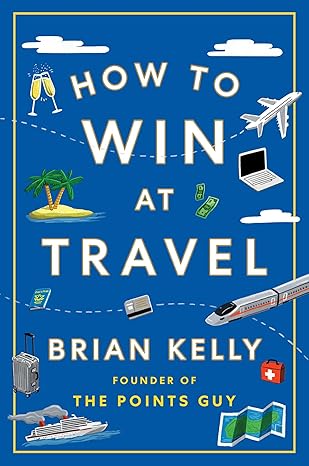 HOW TO
WIN
AT
TRAVEL
BRIAN KELLY
FOUNDER OF
THE POINTS GUY